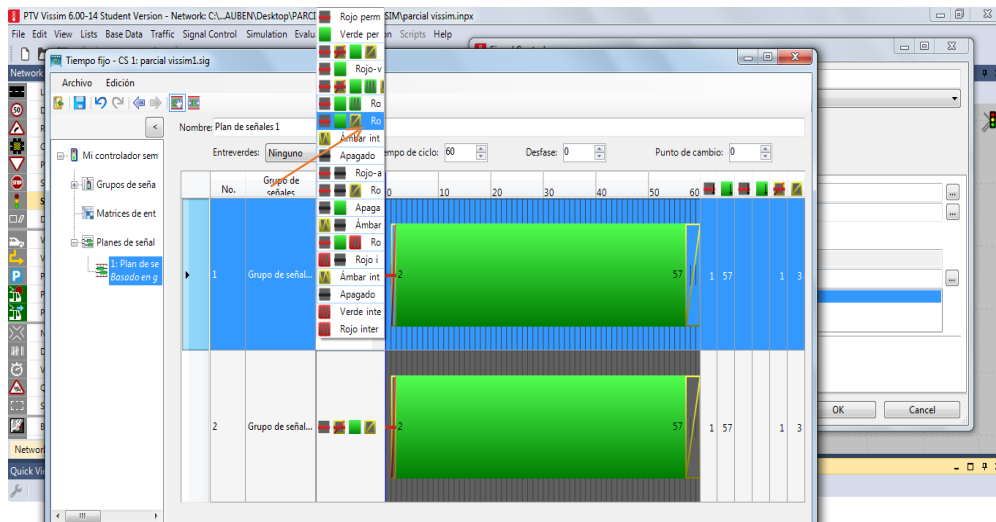 PTV Vissim 6.00-14 Student Version - Network: C:\...AUBEN\Desktop\PARCI SIM\parcial vissim.inpx
File Edit View Lists Base Data Traffic Signal Control Simulation Evalu n Scripts Help
Network
Tiempo fijo - CS 1: parcial vissim1.sig
Archivo Edición
Nombre: Plan de señales 1
Entreverdes: Ninguno mpo de ciclo: 60 Desfase: 0 Punto de cambio: 0
Mi controlador sem
Grupos de seña
Matrices de ent
Planes de señal
1: Plan de se
Basado en g
No. Grupo de señales 0 10 20 30 40 50 60
1 Grupo de señal... 2 57 1 57 1 3
2 Grupo de señal... 2 57 1 57 1 3
Rojo perm
Verde per
Rojo-v
Ro
Ro
Ámbar int
Apagado
Rojo-a
Ro
Apaga
Ámbar
Ro
Rojo i
Ámbar int
Apagado
Verde inte
Rojo inter
OK Cancel
Networ
Quick Vi